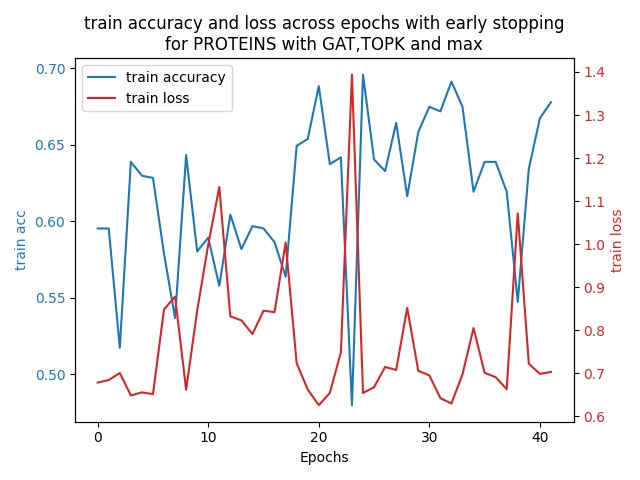 train accuracy and loss across epochs with early stopping
for PROTEINS with GAT,TOPK and max
train accuracy
train loss
0.70
0.65
0.60
0.55
0.50
train acc
1.4
1.3
1.2
1.1
1.0
0.9
0.8
0.7
0.6
train loss
0
10
20
30
40
Epochs